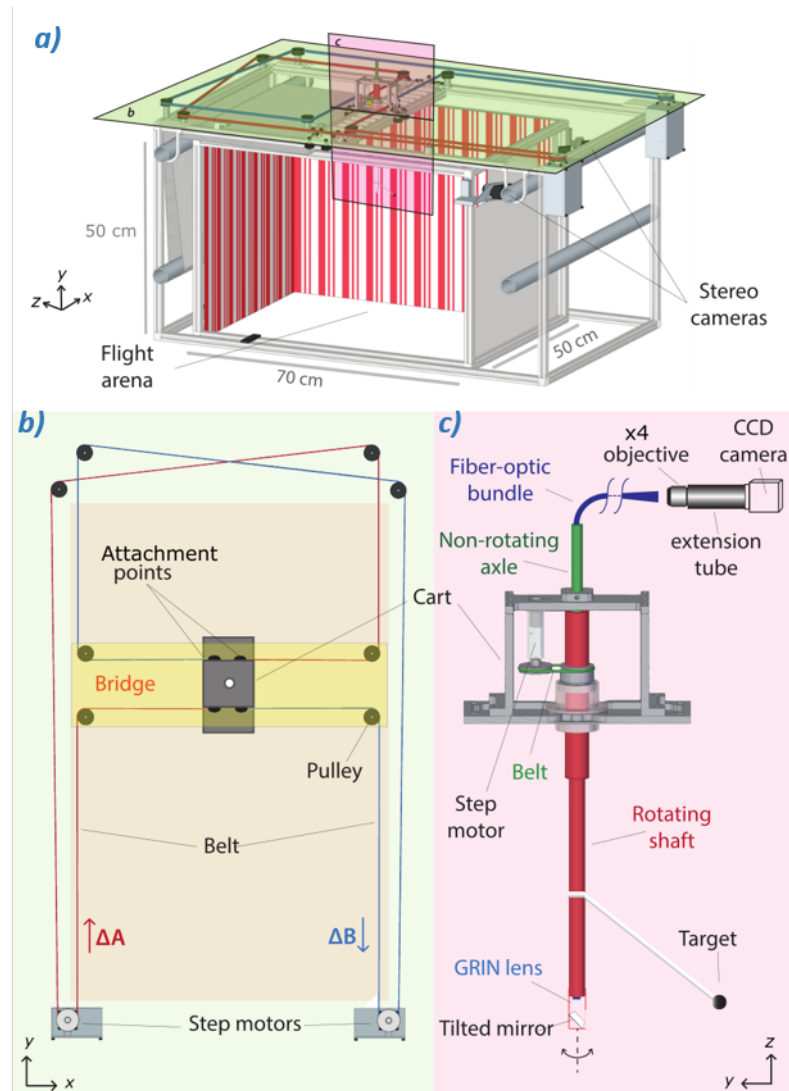 a)
c
b
50 cm
y
z
x
Flight
arena
70 cm
50 cm
Stereo
cameras
b)
Attachment
points
Bridge
Cart
Pulley
Belt
ΔA
ΔB
Step motors
y
x
c)
x4
objective
CCD
camera
Fiber-optic
bundle
extension
tube
Non-rotating
axle
Belt
Step
motor
Rotating
shaft
Target
GRIN lens
Tilted mirror
z
y